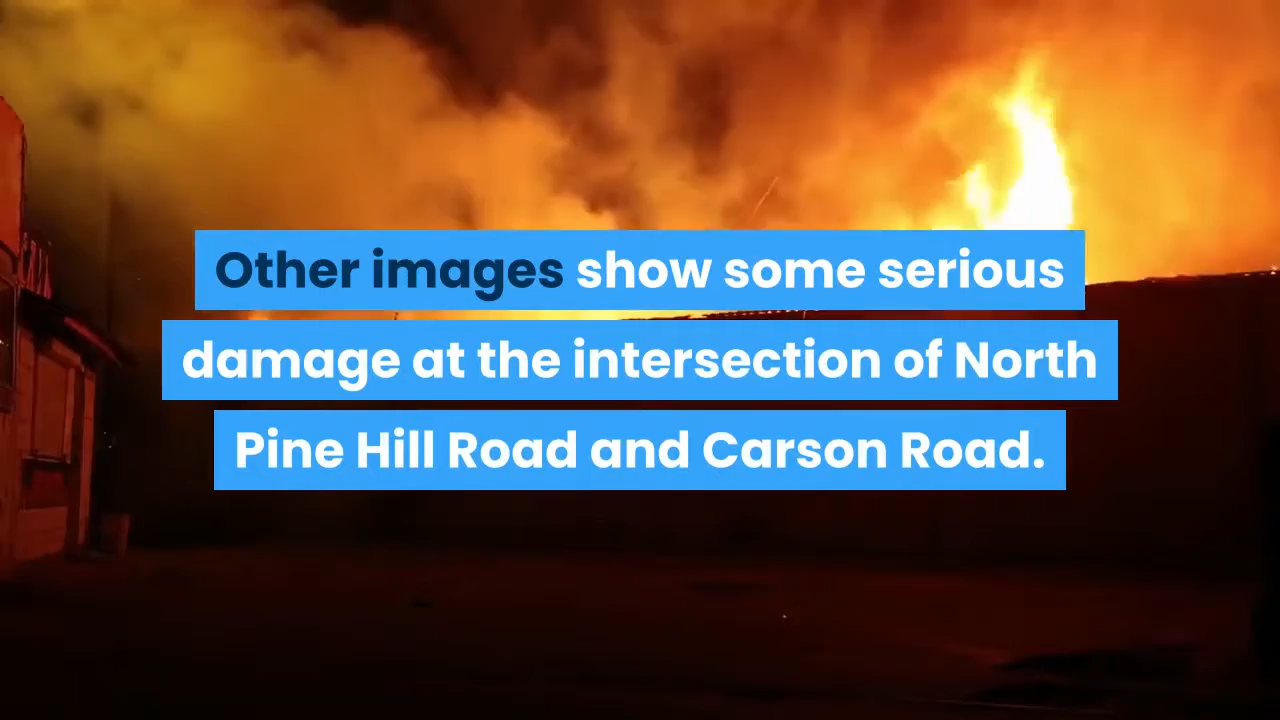 Other images show some serious
damage at the intersection of North
Pine Hill Road and Carson Road.